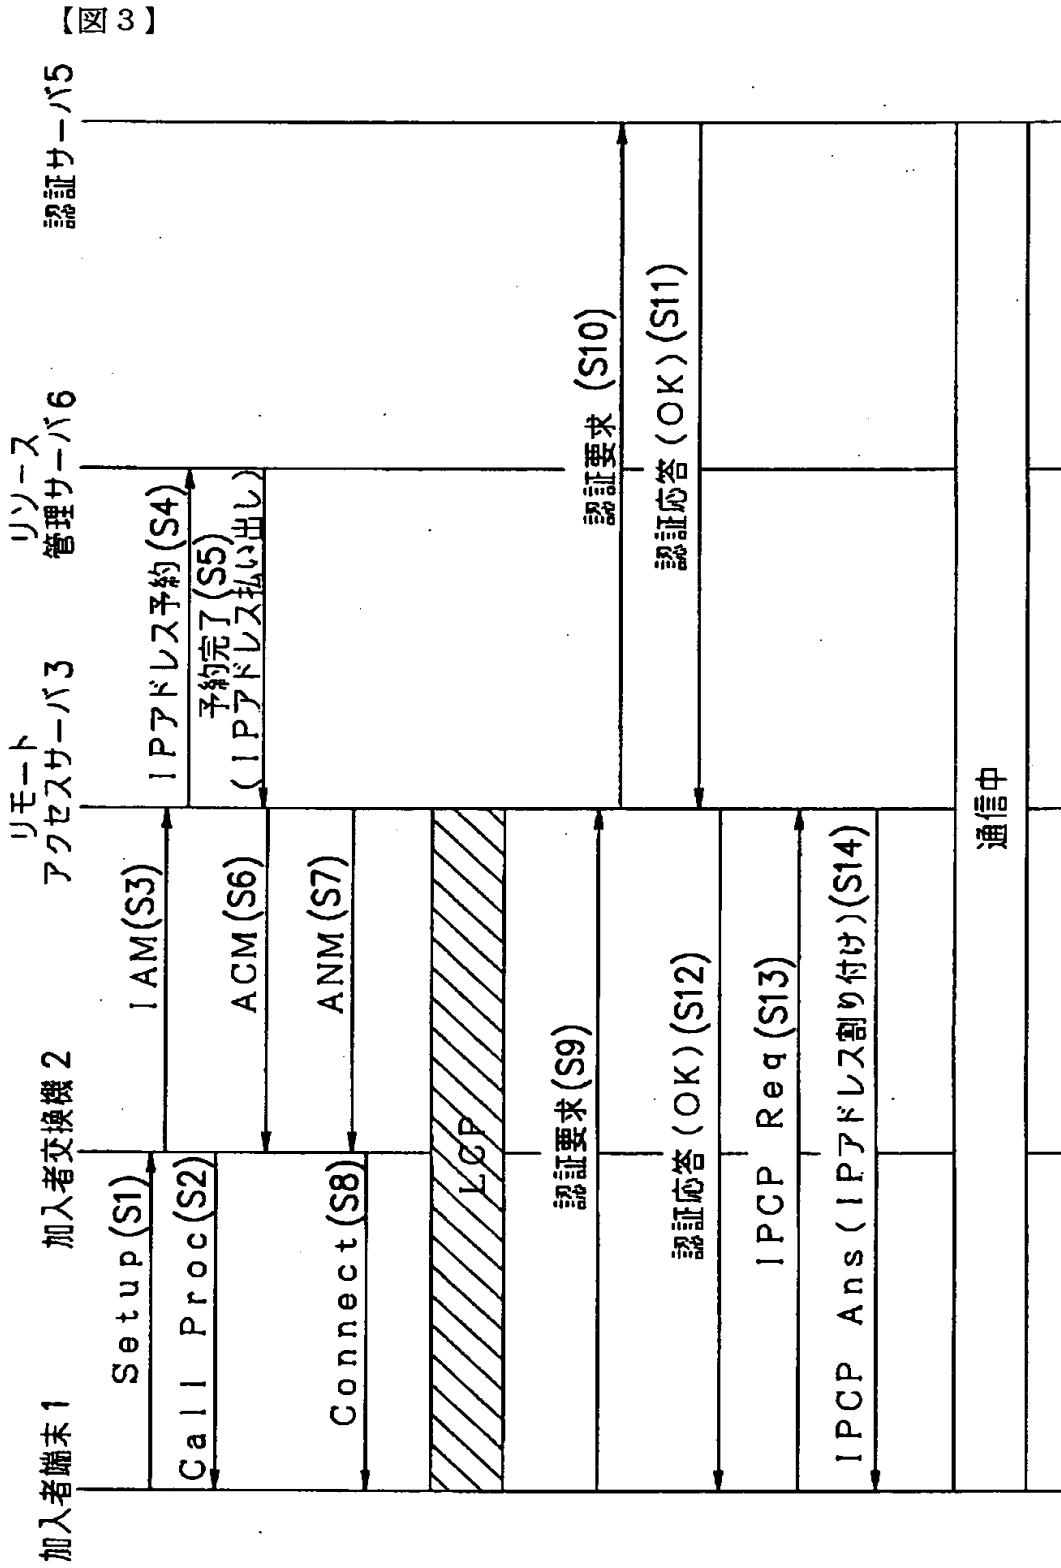 【図３】
加入者端末1
加入者交換機2
リモート
アクセスサーバ3
リソース
管理サーバ6
認証サーバ5
Setup(S1)
Call Proc(S2)
IAM(S3)
IPアドレス予約(S4)
予約完了(S5)
(IPアドレス払い出し)
ACM(S6)
ANM(S7)
Connect(S8)
LCP
認証要求(S9)
認証要求(S10)
認証応答(OK)(S11)
認証応答(OK)(S12)
IPCP Req(S13)
IPCP Ans(IPアドレス割り付け)(S14)
通信中